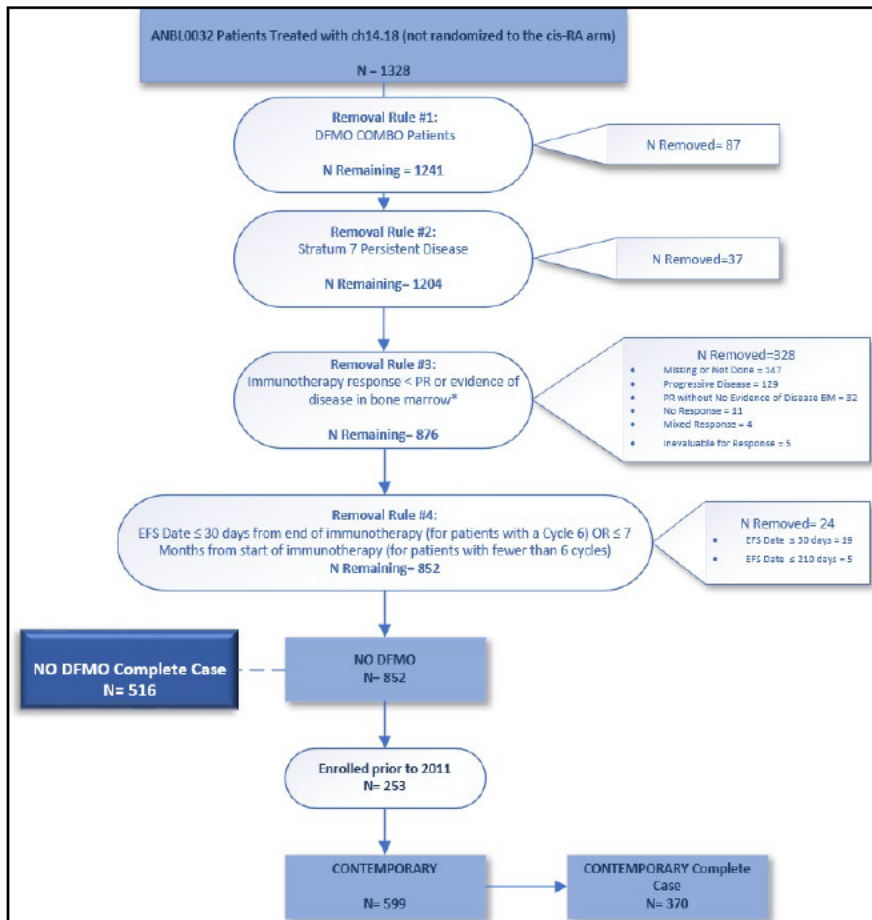 ANBL0032 Patients Treated with ch14.18 (not randomized to the cis-RA arm)
N – 1328
Removal Rule #1:
DFMO COMBO Patients
N Remaining = 1241
N Removed= 87
Removal Rule #2:
Stratum 7 Persistent Disease
N Remaining– 1204
N Removed=37
Removal Rule #3:
Immunotherapy response < PR or evidence of
disease in bone marrow*
N Remaining– 876
N Removed=328
• Missing or Not Done = 147
• Progressive Disease = 129
• PR without No Evidence of Disease BM = 32
• No Response = 11
• Mixed Response = 4
• Inevaluable for Response = 5
Removal Rule #4:
EFS Date ≤ 30 days from end of immunotherapy (for patients with a Cycle 6) OR ≤ 7
Months from start of immunotherapy (for patients with fewer than 6 cycles)
N Remaining– 852
N Removed= 24
• EFS Date ≤ 30 days = 19
• EFS Date ≤ 210 days = 5
NO DFMO Complete Case
N= 516
NO DFMO
N– 852
Enrolled prior to 2011
N= 253
CONTEMPORARY
N= 599
CONTEMPORARY Complete
Case
N= 370